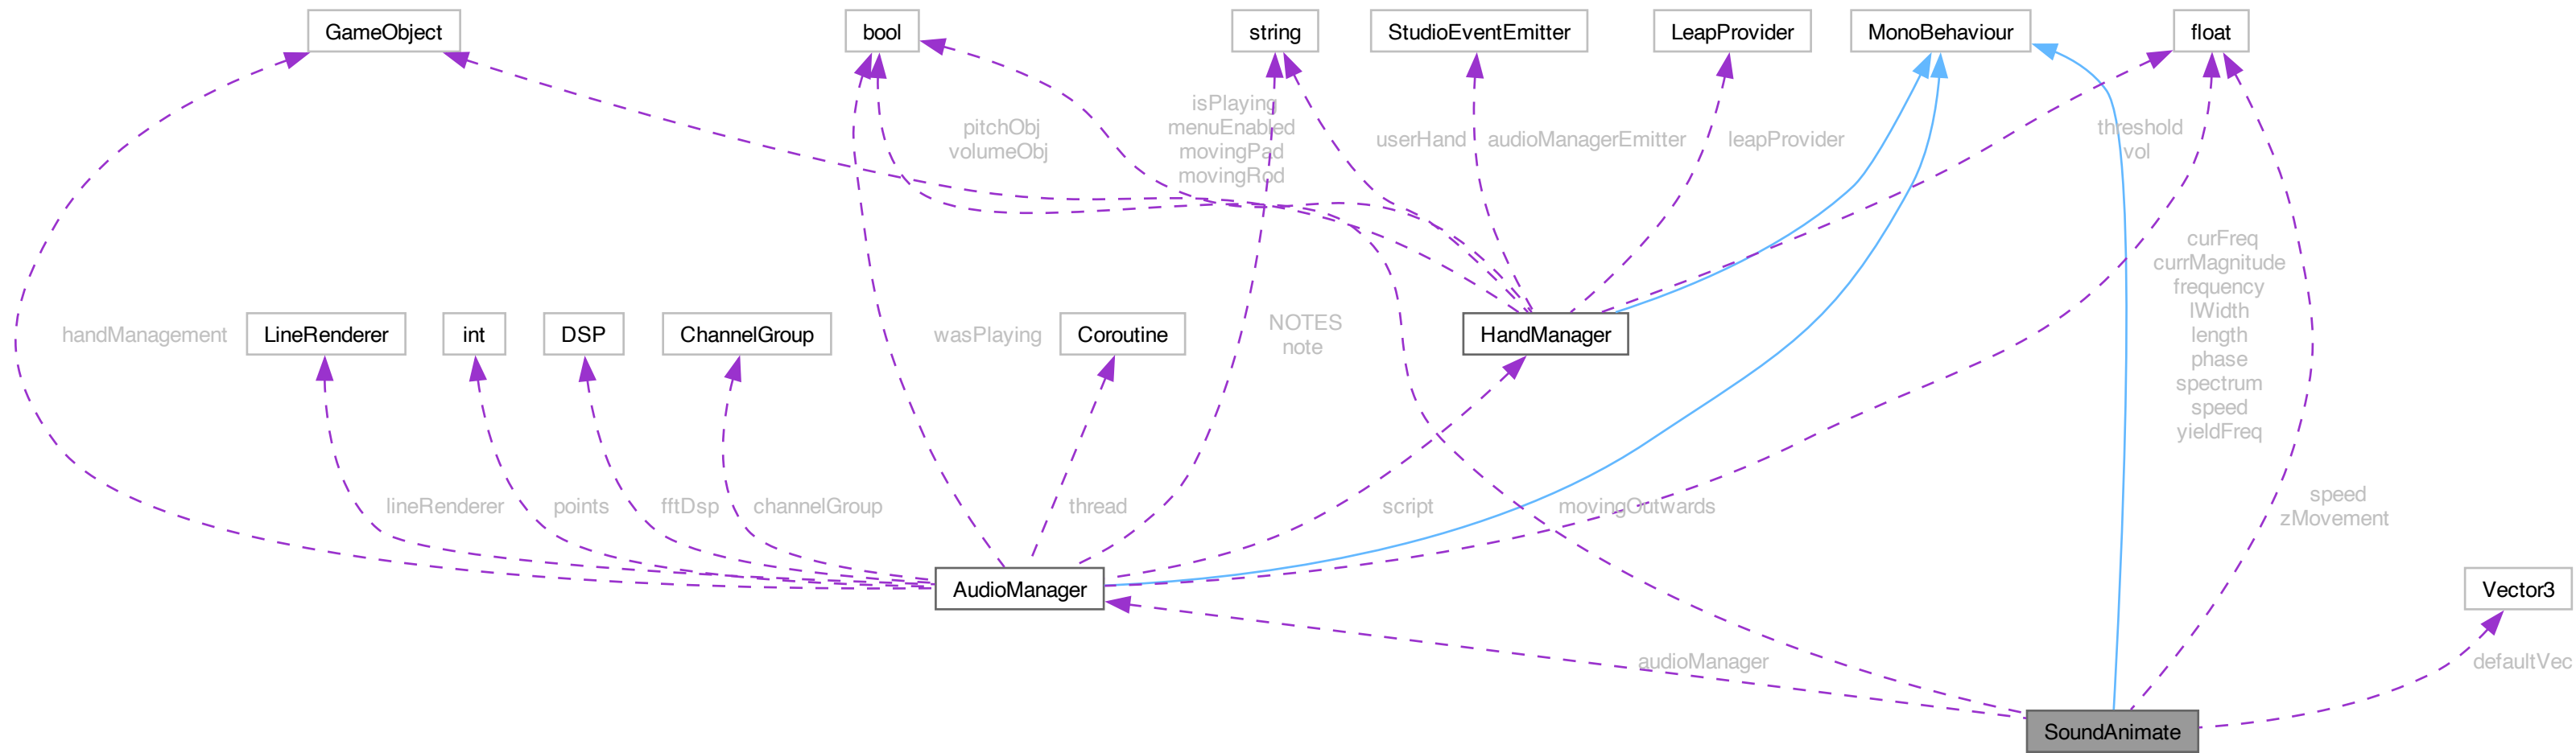 GameObject
bool
string
StudioEventEmitter
LeapProvider
MonoBehaviour
float
pitchObj
volumeObj
isPlaying
menuEnabled
movingPad
movingRod
userHand
audioManagerEmitter
leapProvider
threshold
vol
handManagement
LineRenderer
int
DSP
ChannelGroup
wasPlaying
Coroutine
NOTES
note
HandManager
curFreq
currMagnitude
frequency
lWidth
length
phase
spectrum
speed
yieldFreq
lineRenderer
points
fftDsp
channelGroup
thread
script
movingOutwards
speed
zMovement
AudioManager
Vector3
audioManager
defaultVec
SoundAnimate